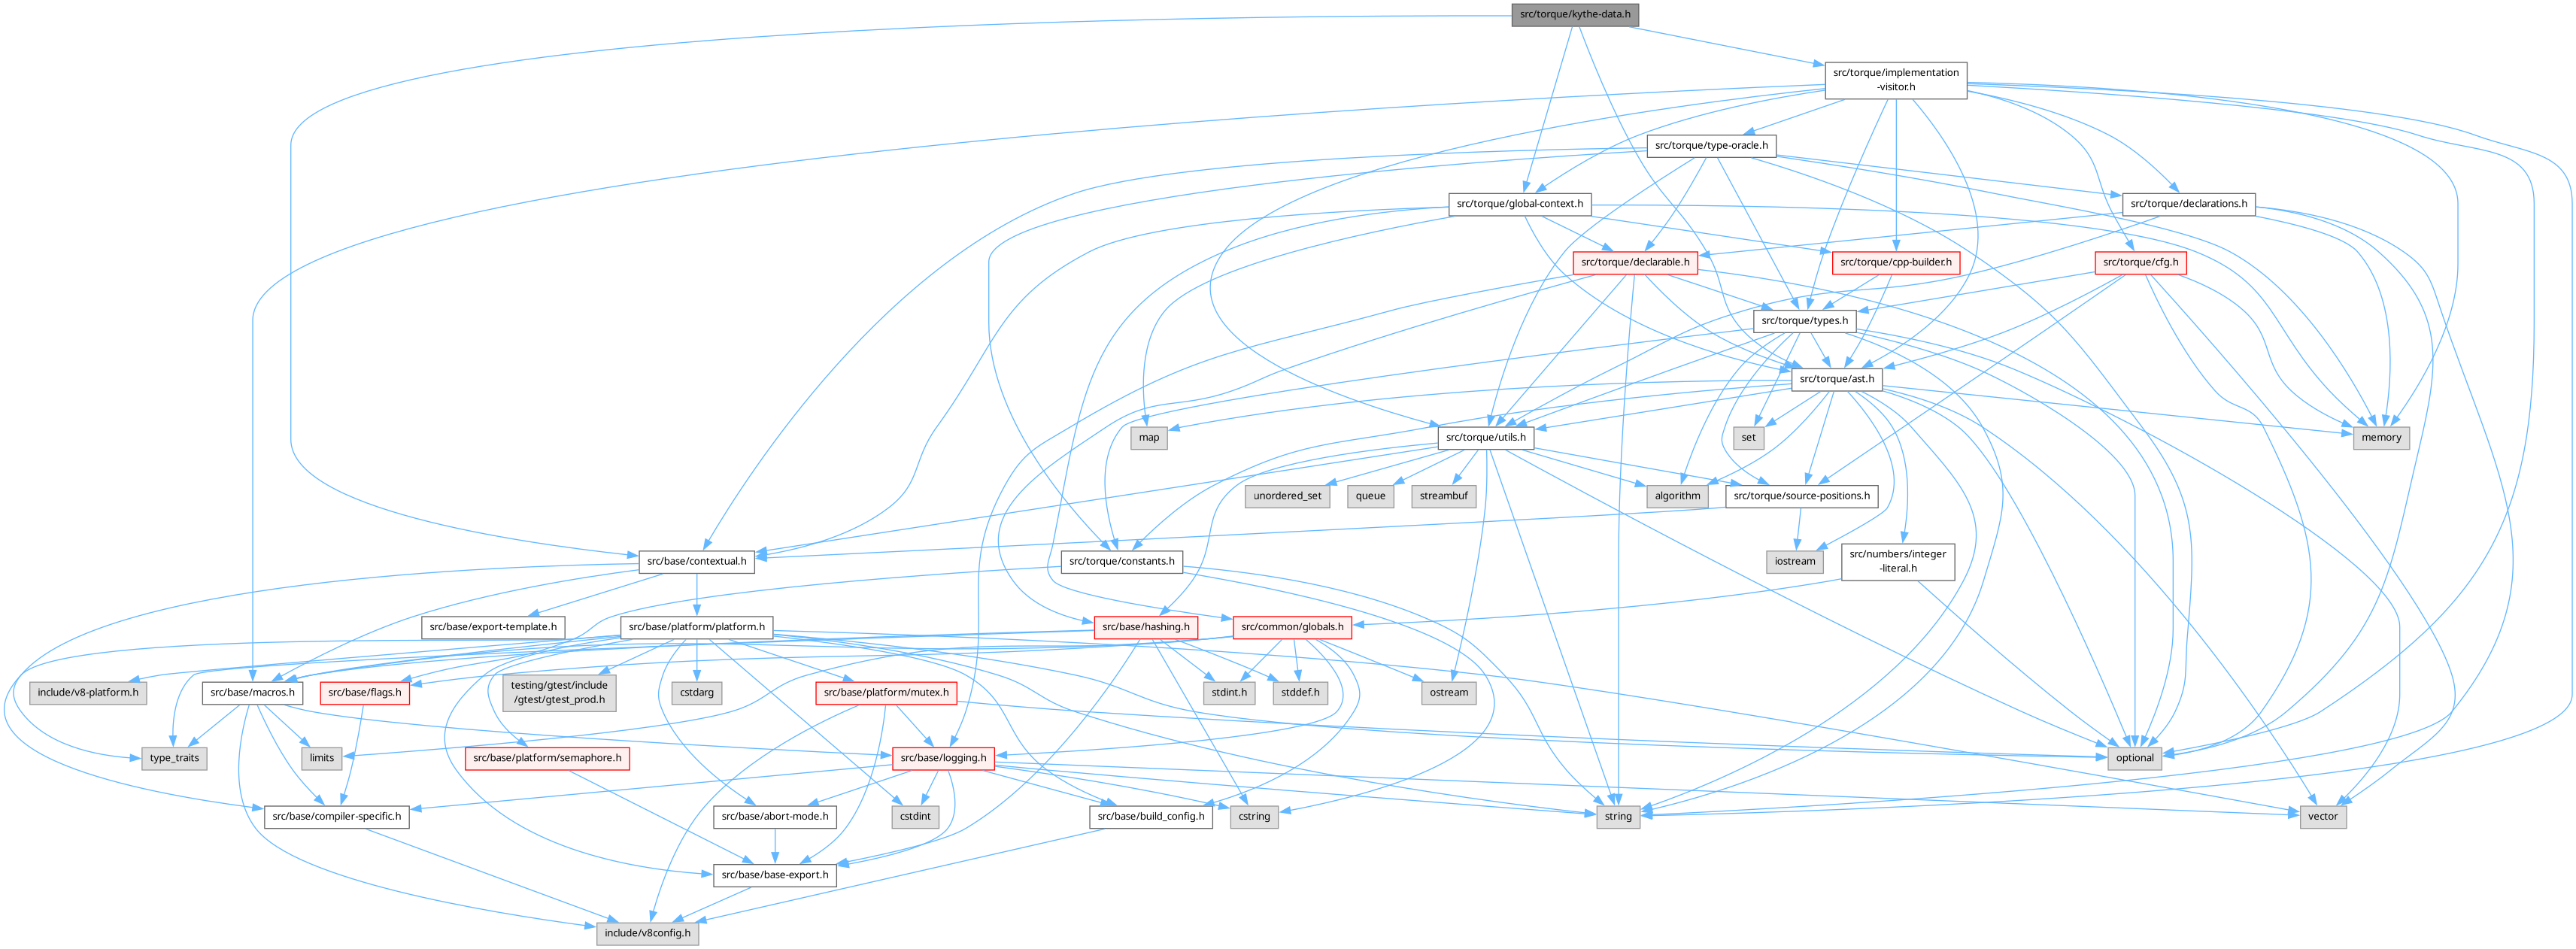 src/torque/kythe-data.h
src/torque/implementation
-visitor.h
src/torque/type-oracle.h
src/torque/global-context.h
src/torque/declarations.h
src/torque/declarable.h
src/torque/cpp-builder.h
src/torque/cfg.h
src/torque/types.h
src/torque/ast.h
map
src/torque/utils.h
set
memory
unordered_set
queue
streambuf
algorithm
src/torque/source-positions.h
src/base/contextual.h
src/torque/constants.h
iostream
src/numbers/integer
-literal.h
src/base/export-template.h
src/base/platform/platform.h
src/base/hashing.h
src/common/globals.h
include/v8-platform.h
src/base/macros.h
src/base/flags.h
testing/gtest/include
/gtest/gtest_prod.h
cstdarg
src/base/platform/mutex.h
stdint.h
stddef.h
ostream
type_traits
limits
src/base/platform/semaphore.h
src/base/logging.h
optional
src/base/compiler-specific.h
src/base/abort-mode.h
cstdint
src/base/build_config.h
cstring
string
vector
src/base/base-export.h
include/v8config.h